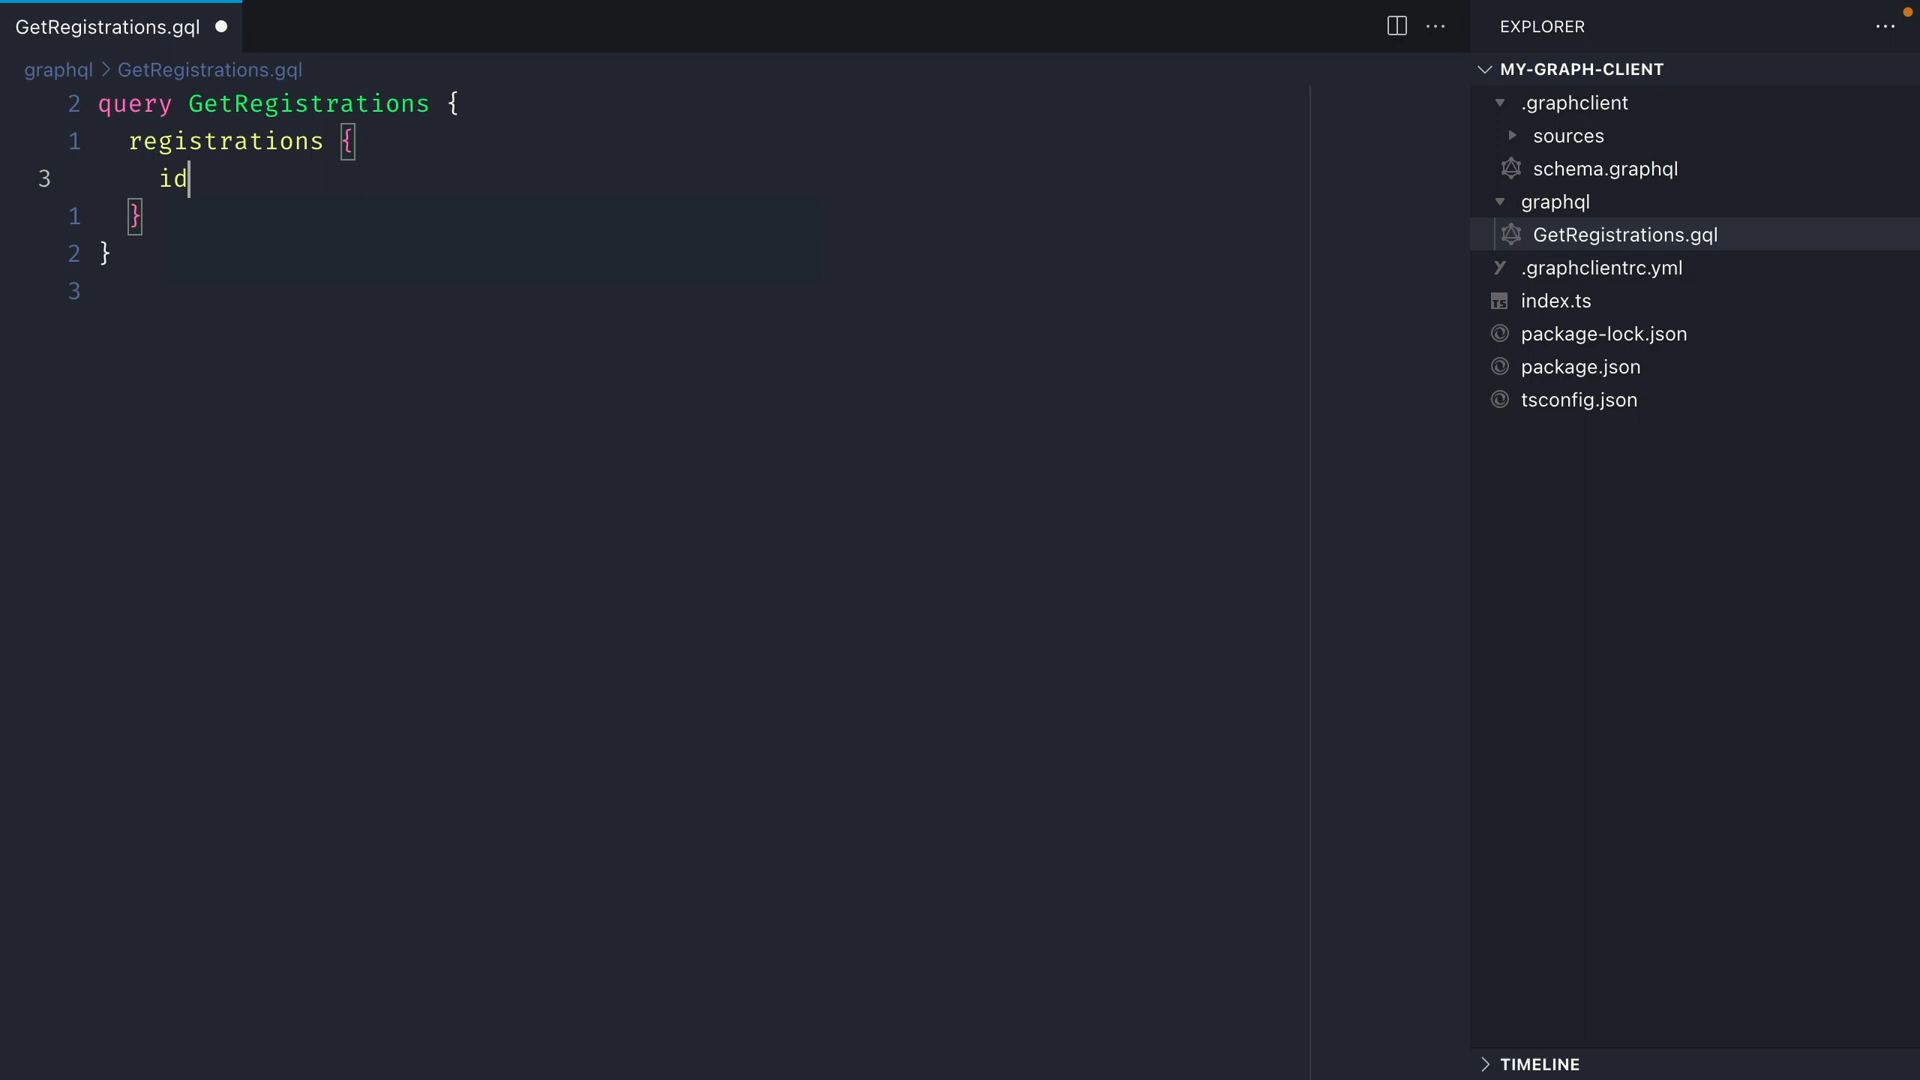 GetRegistrations.gql
EXPLORER
graphql > GetRegistrations.gql
MY-GRAPH-CLIENT
2 query GetRegistrations {
1 registrations {
3 id
1 }
2 }
3
.graphclient
sources
schema.graphql
graphql
GetRegistrations.gql
.graphclientrc.yml
TS index.ts
package-lock.json
package.json
tsconfig.json
TIMELINE